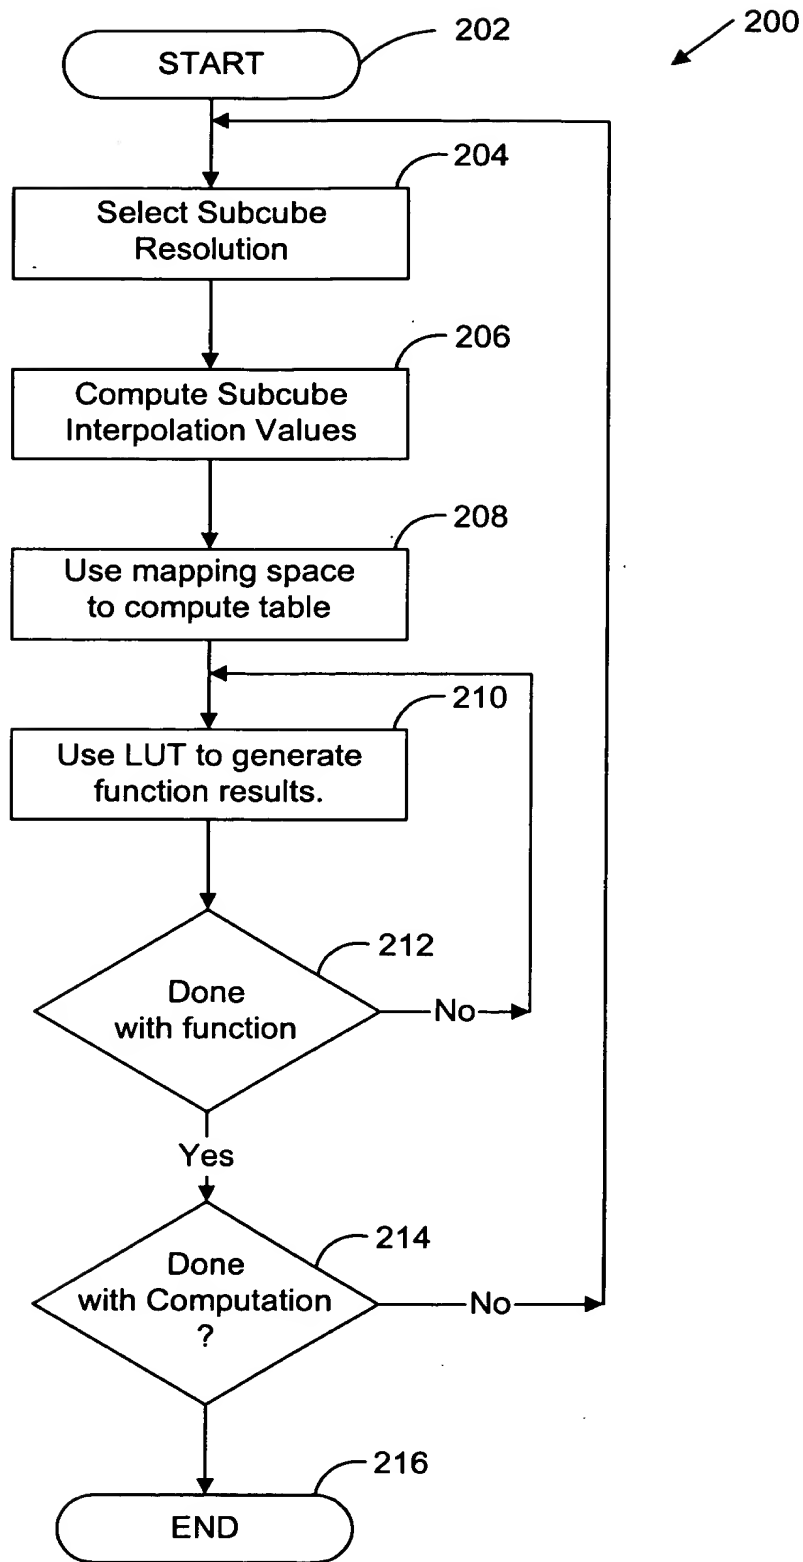 200
START
202
204
Select Subcube
Resolution
206
Compute Subcube
Interpolation Values
208
Use mapping space
to compute table
210
Use LUT to generate
function results.
212
Done
with function
No
Yes
214
Done
with Computation
?
No
216
END